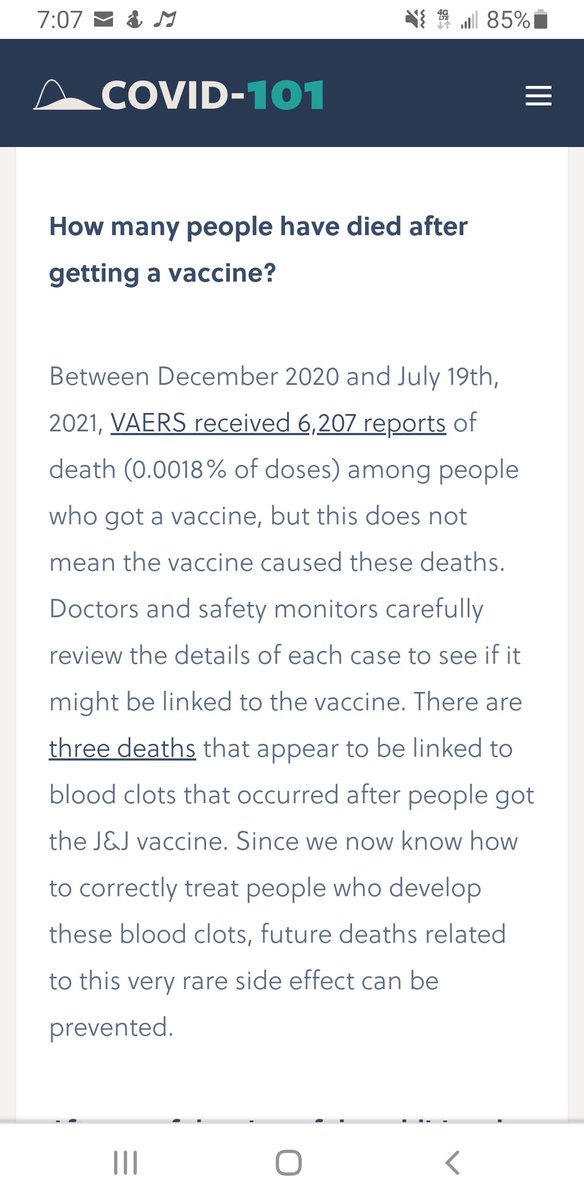 7:07 85%
COVID-101
How many people have died after
getting a vaccine?
Between December 2020 and July 19th,
2021, VAERS received 6,207 reports of
death (0.0018% of doses) among people
who got a vaccine, but this does not
mean the vaccine caused these deaths.
Doctors and safety monitors carefully
review the details of each case to see if it
might be linked to the vaccine. There are
three deaths that appear to be linked to
blood clots that occurred after people got
the J&J vaccine. Since we now know how
to correctly treat people who develop
these blood clots, future deaths related
to this very rare side effect can be
prevented.